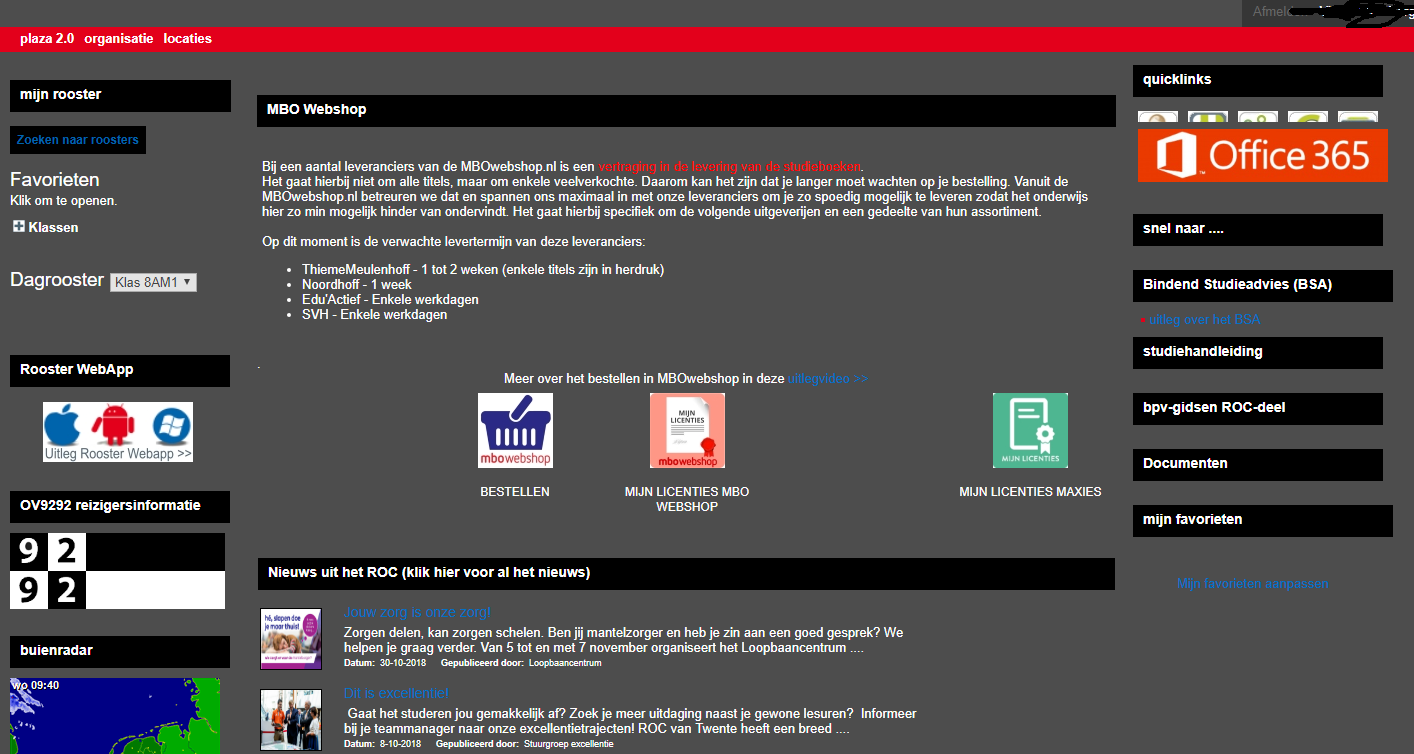 Afmelden
plaza 2.0 organisatie locaties
mijn rooster
Zoeken naar roosters
Favorieten
Klik om te openen.
Klassen
Dagrooster Klas 8AM1
Rooster WebApp
Uitleg Rooster Webapp >>
OV9292 reizigersinformatie
92
92
buienradar
wo 09:40
MBO Webshop
Bij een aantal leveranciers van de MBOwebshop.nl is een vertraging in de levering van de studieboeken.
Het gaat hierbij niet om alle titels, maar om enkele veelverkochte. Daarom kan het zijn dat je langer moet wachten op je bestelling. Vanuit de
MBOwebshop betreuren we dat en spannen ons maximaal in met onze leveranciers om je zo spoedig mogelijk te leveren zodat het onderwijs
hier zo min mogelijk hinder van ondervindt. Het gaat hierbij specifiek om de volgende uitgeverijen en een gedeelte van hun assortiment.
Op dit moment is de verwachte levertermijn van deze leveranciers:
• ThiemeMeulenhoff - 1 tot 2 weken (enkele titels zijn in herdruk)
• Noordhoff - 1 week
• Edu'Actief - Enkele werkdagen
• SVH - Enkele werkdagen
.
Meer over het bestellen in MBOwebshop in deze uitlegvideo >>
mbowebshop
MIJN
LICENTIES
mbowebshop
MIJN LICENTIES
BESTELLEN
MIJN LICENTIES MBO
WEBSHOP
MIJN LICENTIES MAXIES
Nieuws uit het ROC (klik hier voor al het nieuws)
hé, slapen doe
je maar thuis!
Jouw zorg is onze zorg!
Zorgen delen, kan zorgen schelen. Ben jij mantelzorger en heb je zin aan een goed gesprek? We
helpen je graag verder. Van 5 tot en met 7 november organiseert het Loopbaancentrum ....
Datum: 30-10-2018 Gepubliceerd door: Loopbaancentrum
Dit is excellentie!
Gaat het studeren jou gemakkelijk af? Zoek je meer uitdaging naast je gewone lesuren? Informeer
bij je teammanager naar onze excellentietrajecten! ROC van Twente heeft een breed ....
Datum: 8-10-2018 Gepubliceerd door: Stuurgroep excellentie
quicklinks
Office 365
snel naar ....
Bindend Studieadvies (BSA)
uitleg over het BSA
studiehandleiding
bpv-gidsen ROC-deel
Documenten
mijn favorieten
Mijn favorieten aanpassen